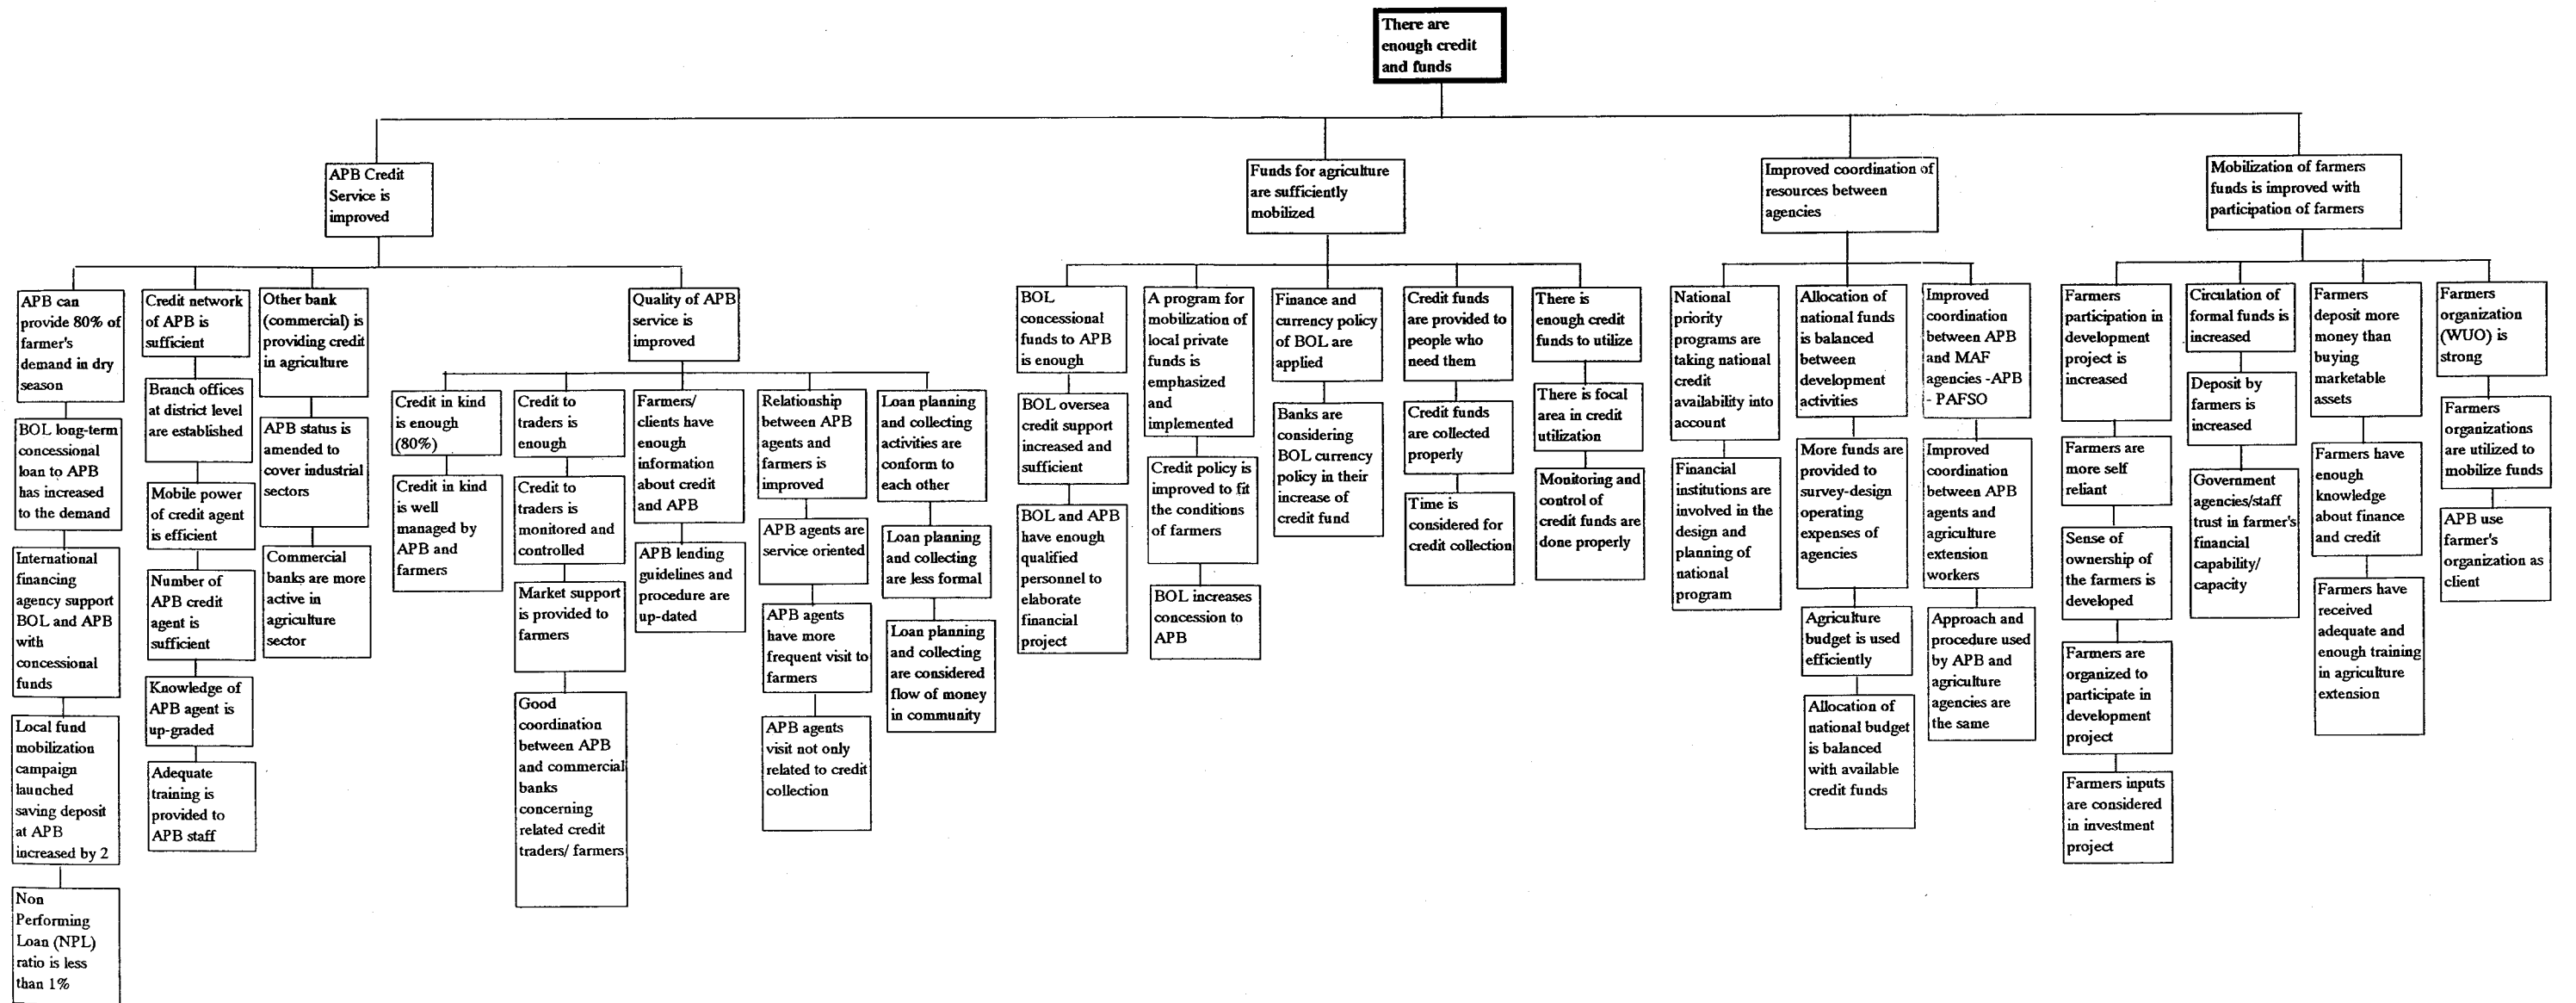 There are
enough credit
and funds
APB Credit
Service is
improved
Funds for agriculture
are sufficiently
mobilized
Improved coordination of
resources between
agencies
Mobilization of farmers
funds is improved with
participation of farmers
APB can
provide 80% of
farmer's
demand in dry
season
BOL long-term
concessional
loan to APB
has increased
to the demand
International
financing
agency support
BOL and APB
with
concessional
funds
Local fund
mobilization
campaign
launched
saving deposit
at APB
increased by 2
Non
Performing
Loan (NPL)
ratio is less
than 1%
Credit network
of APB is
sufficient
Branch offices
at district level
are established
Mobile power
of credit agent
is efficient
Number of
APB credit
agent is
sufficient
Knowledge of
APB agent is
up-graded
Adequate
training is
provided to
APB staff
Other bank
(commercial) is
providing credit
in agriculture
APB status is
amended to
cover industrial
sectors
Commercial
banks are more
active in
agriculture
sector
Quality of APB
service is
improved
Credit in kind
is enough
(80%)
Credit in kind
is well
managed by
APB and
farmers
Credit to
traders is
enough
Credit to
traders is
monitored and
controlled
Market support
is provided to
farmers
Good
coordination
between APB
and commercial
banks
concerning
related credit
traders/ farmers
Farmers/
clients have
enough
information
about credit
and APB
APB lending
guidelines and
procedure are
up-dated
Relationship
between APB
agents and
farmers is
improved
APB agents are
service oriented
APB agents
have more
frequent visit to
farmers
APB agents
visit not only
related to credit
collection
Loan planning
and collecting
activities are
conform to
each other
Loan planning
and collecting
are less formal
Loan planning
and collecting
are considered
flow of money
in community
BOL
concessional
funds to APB
is enough
BOL oversea
credit support
increased and
sufficient
BOL and APB
have enough
qualified
personnel to
elaborate
financial
project
A program for
mobilization of
local private
funds is
emphasized
and
implemented
Credit policy is
improved to fit
the conditions
of farmers
BOL increases
concession to
APB
Finance and
currency policy
of BOL are
applied
Banks are
considering
BOL currency
policy in their
increase of
credit fund
Credit funds
are provided to
people who
need them
Credit funds
are collected
properly
Time is
considered for
credit collection
There is
enough credit
funds to utilize
There is focal
area in credit
utilization
Monitoring and
control of
credit funds are
done properly
National
priority
programs are
taking national
credit
availability into
account
Financial
institutions are
involved in the
design and
planning of
national
program
Allocation of
national funds
is balanced
between
development
activities
More funds are
provided to
survey-design
operating
expenses of
agencies
Agriculture
budget is used
efficiently
Allocation of
national budget
is balanced
with available
credit funds
Improved
coordination
between APB
and MAF
agencies -APB
- PAFSO
Improved
coordination
between APB
agents and
agriculture
extension
workers
Approach and
procedure used
by APB and
agriculture
agencies are
the same
Farmers
participation in
development
project is
increased
Farmers are
more self
reliant
Sense of
ownership of
the farmers is
developed
Farmers are
organized to
participate in
development
project
Farmers inputs
are considered
in investment
project
Circulation of
formal funds is
increased
Deposit by
farmers is
increased
Government
agencies/staff
trust in farmer's
financial
capability/
capacity
Farmers
deposit more
money than
buying
marketable
assets
Farmers have
enough
knowledge
about finance
and credit
Farmers have
received
adequate and
enough training
in agriculture
extension
Farmers
organization
(WUO) is
strong
Farmers
organizations
are utilized to
mobilize funds
APB use
farmer's
organization as
client